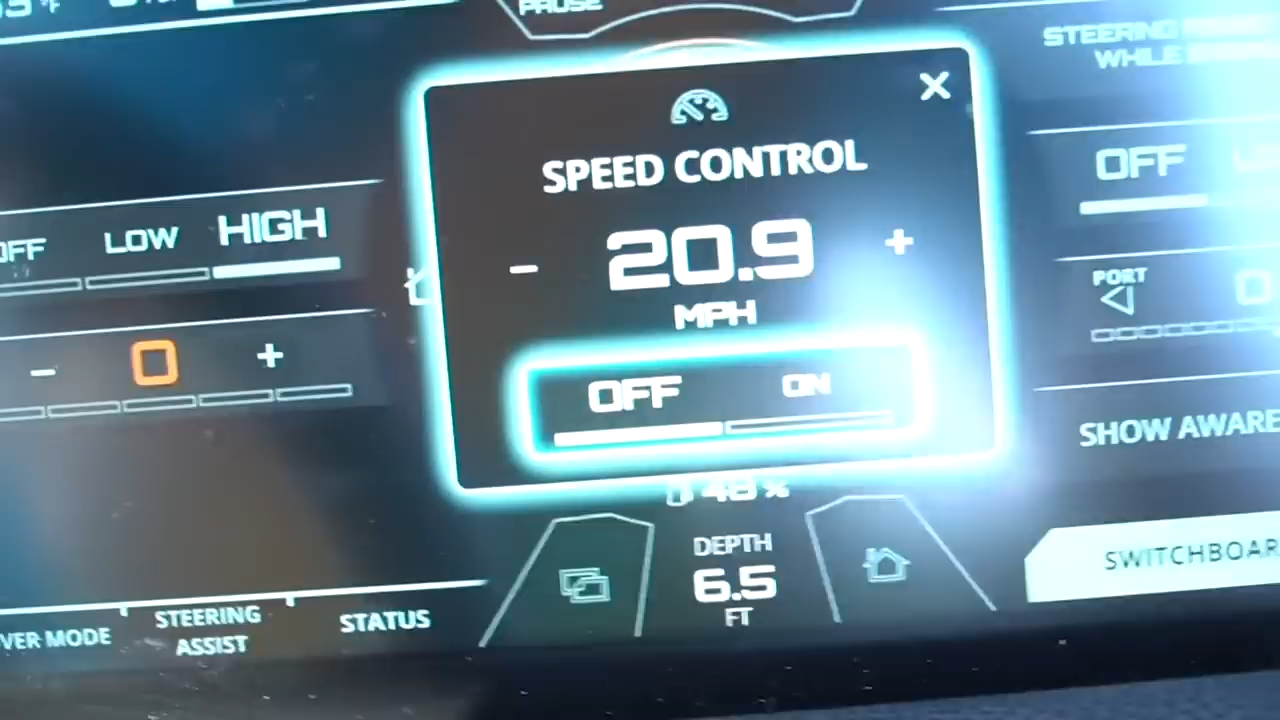 PAUSE
STEERING
WHILE
SPEED CONTROL
- 20.9 +
MPH
OFF ON
OFF LOW HIGH
- 0 +
OFF
PORT
0
SHOW AWARE
48 %
DEPTH
6.5
FT
SWITCHBOAR
VER MODE
STEERING
ASSIST
STATUS